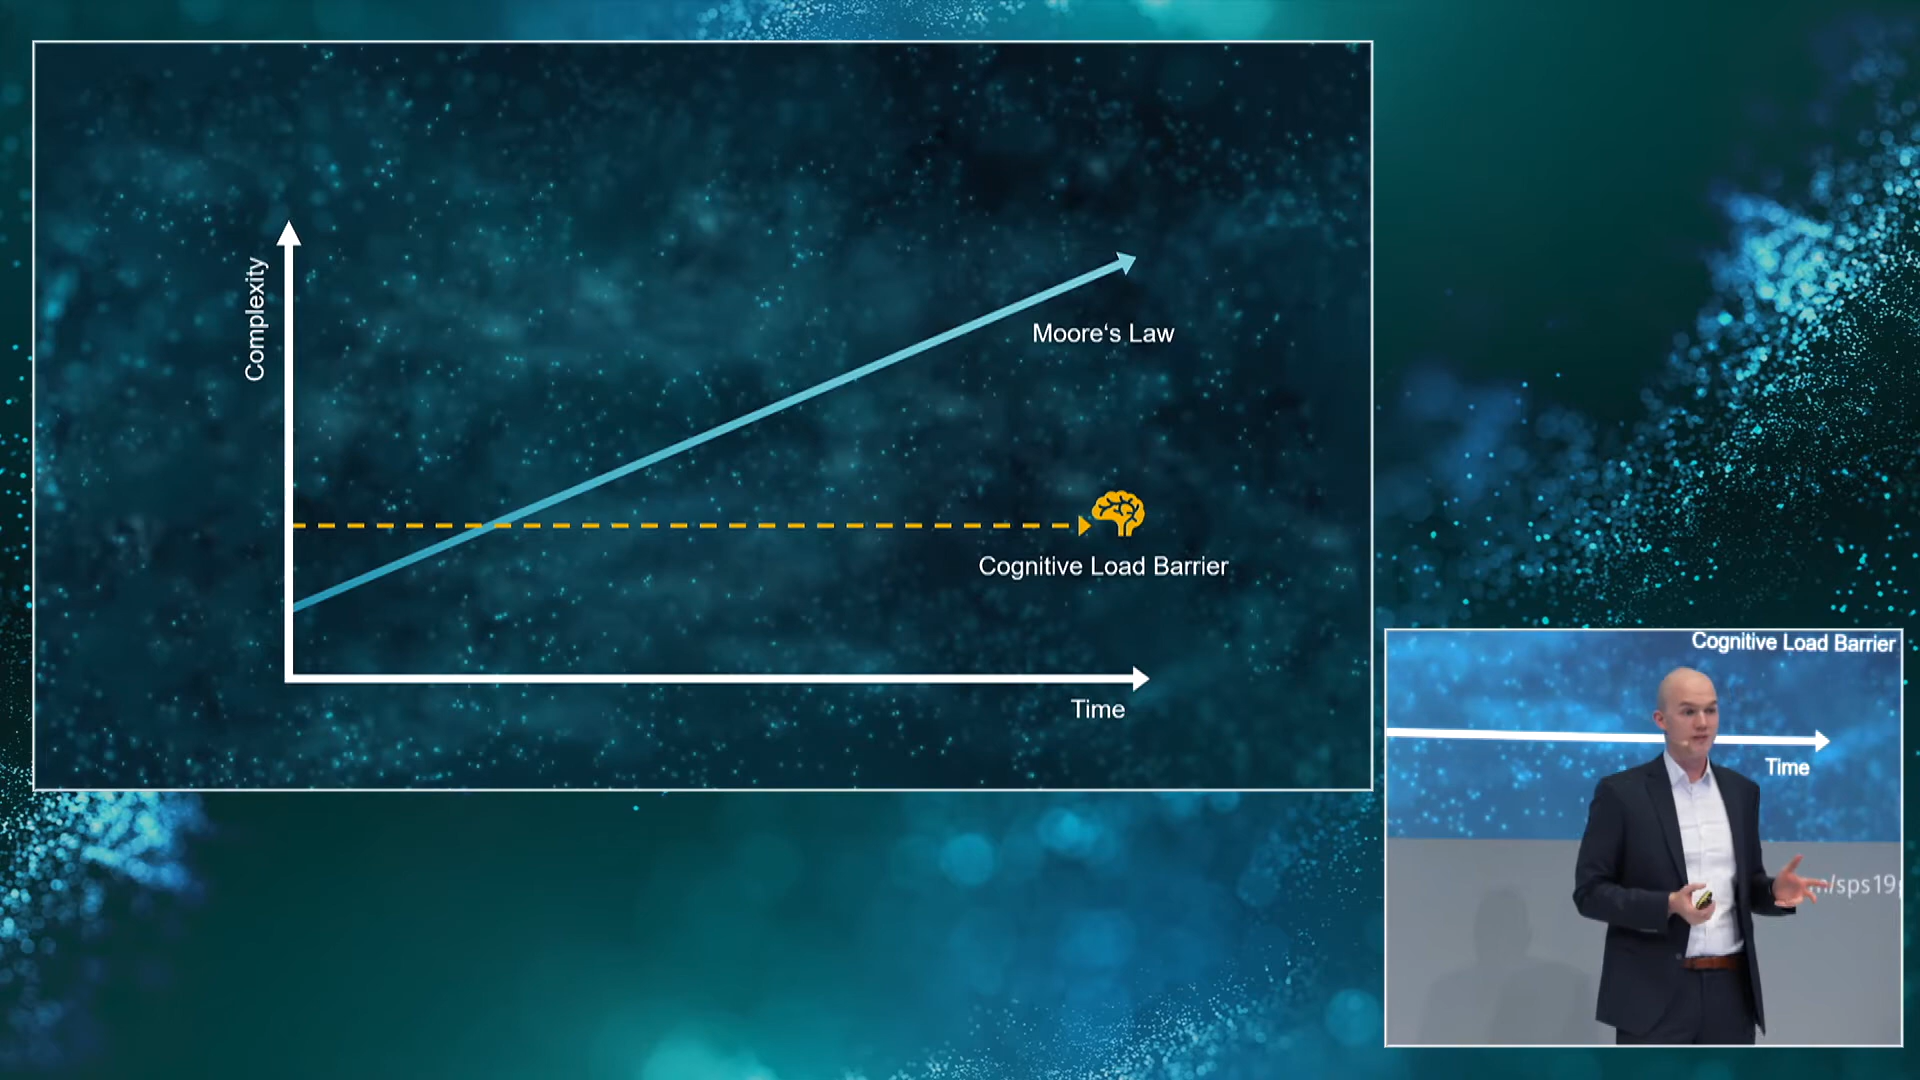 Complexity
Moore‘s Law
Cognitive Load Barrier
Time
Cognitive Load Barrier
Time
m/sps19